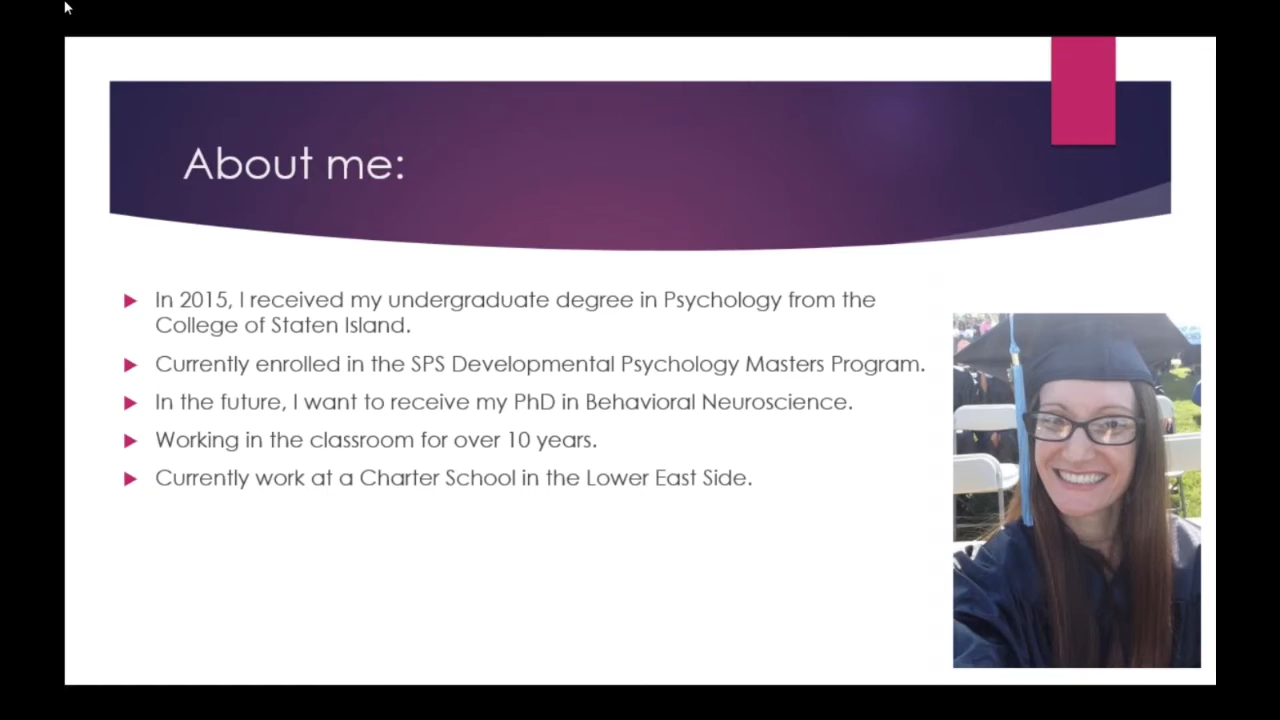 About me:
In 2015, I received my undergraduate degree in Psychology from the
College of Staten Island.
Currently enrolled in the SPS Developmental Psychology Masters Program.
In the future, I want to receive my PhD in Behavioral Neuroscience.
Working in the classroom for over 10 years.
Currently work at a Charter School in the Lower East Side.